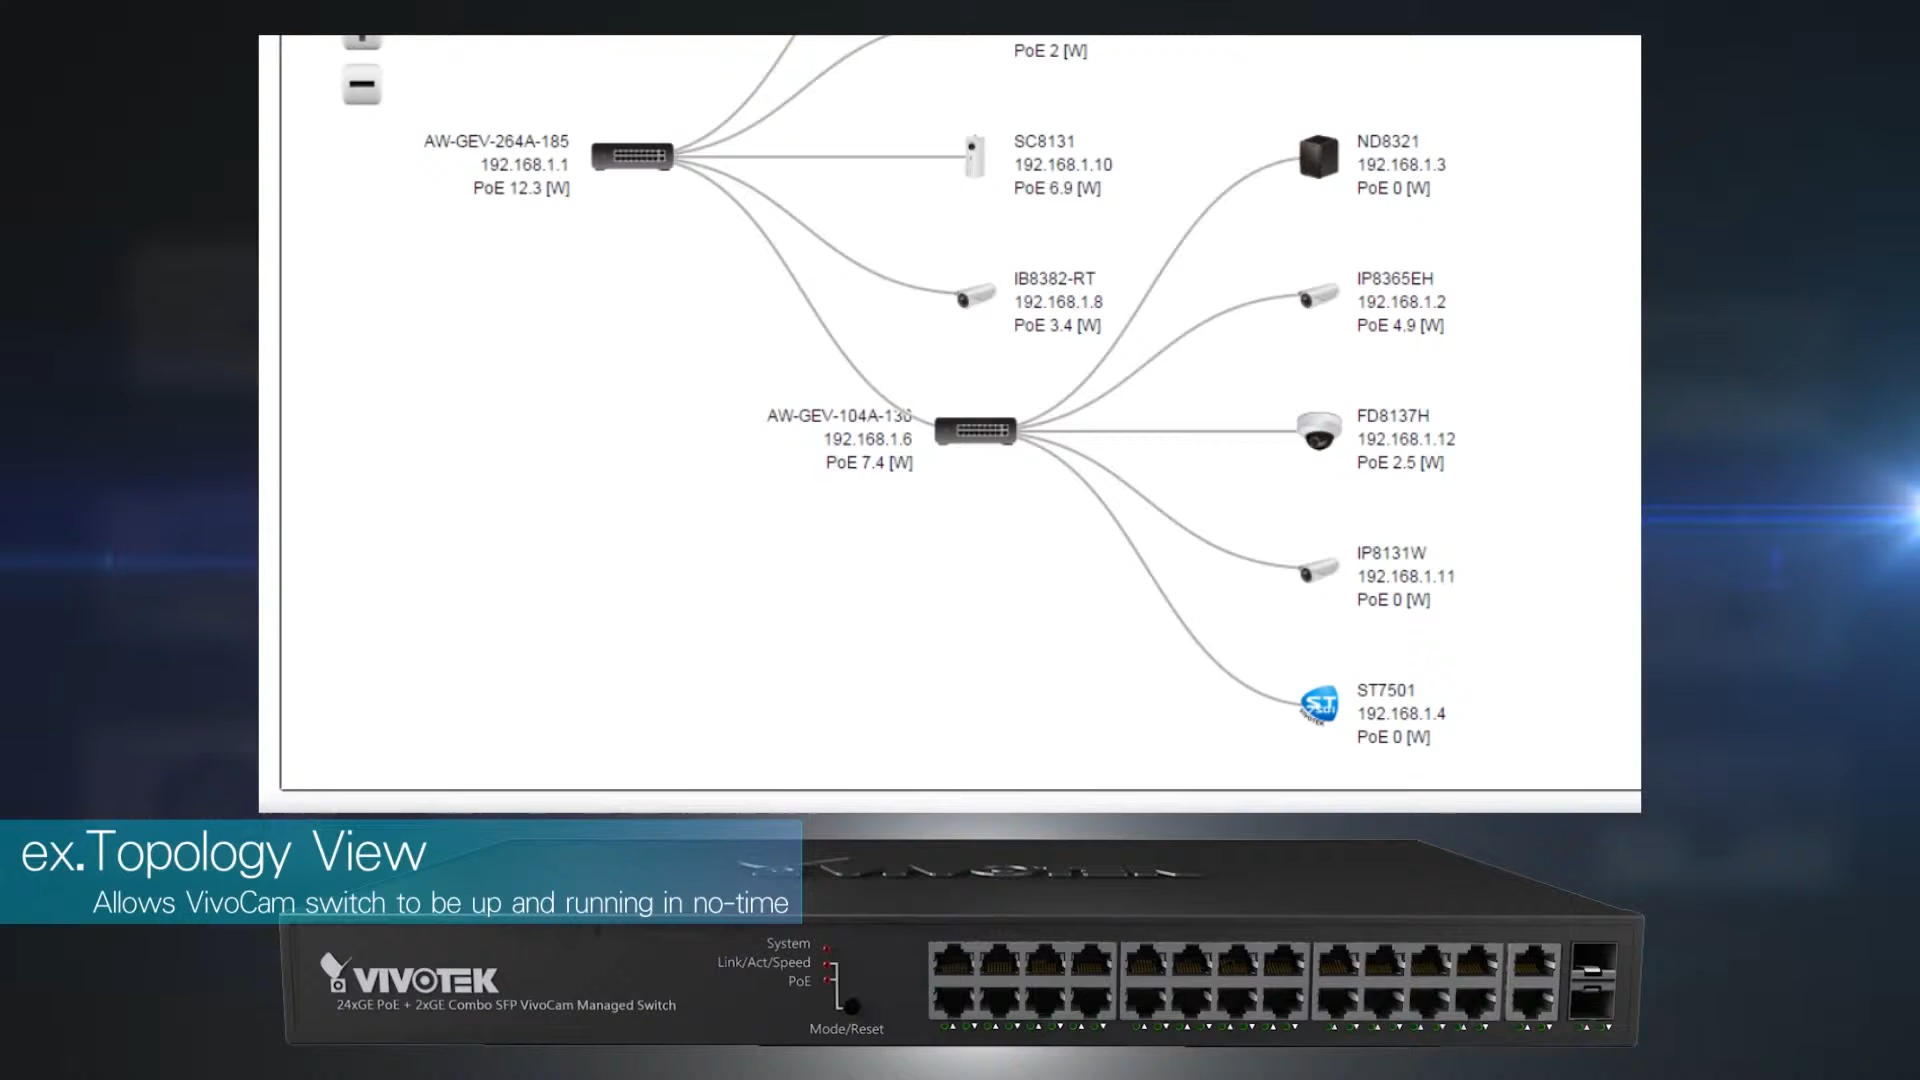 PoE 2 [W]
AW-GEV-264A-185
192.168.1.1
PoE 12.3 [W]
SC8131
192.168.1.10
PoE 6.9 [W]
ND8321
192.168.1.3
PoE 0 [W]
IB8382-RT
192.168.1.8
PoE 3.4 [W]
IP8365EH
192.168.1.2
PoE 4.9 [W]
AW-GEV-104A-130
192.168.1.6
PoE 7.4 [W]
FD8137H
192.168.1.12
PoE 2.5 [W]
IP8131W
192.168.1.11
PoE 0 [W]
ST7501
192.168.1.4
PoE 0 [W]
ex.Topology View
Allows VivoCam switch to be up and running in no-time
VIVOTEK
24xGE PoE + 2xGE Combo SFP VivoCam Managed Switch
System
Link/Act/Speed
PoE
Mode/Reset